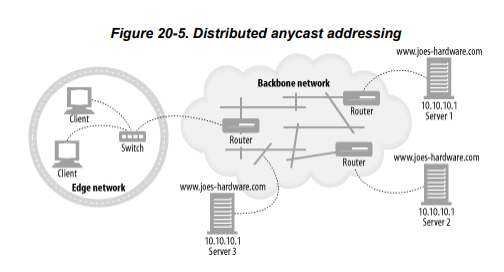 Figure 20-5. Distributed anycast addressing
www.joes-hardware.com
Backbone network
10.10.10.1
Server 1
Client
Switch
Router
Router
Client
Edge network
Router
www.joes-hardware.com
www.joes-hardware.com
10.10.10.1
Server 2
10.10.10.1
Server 3